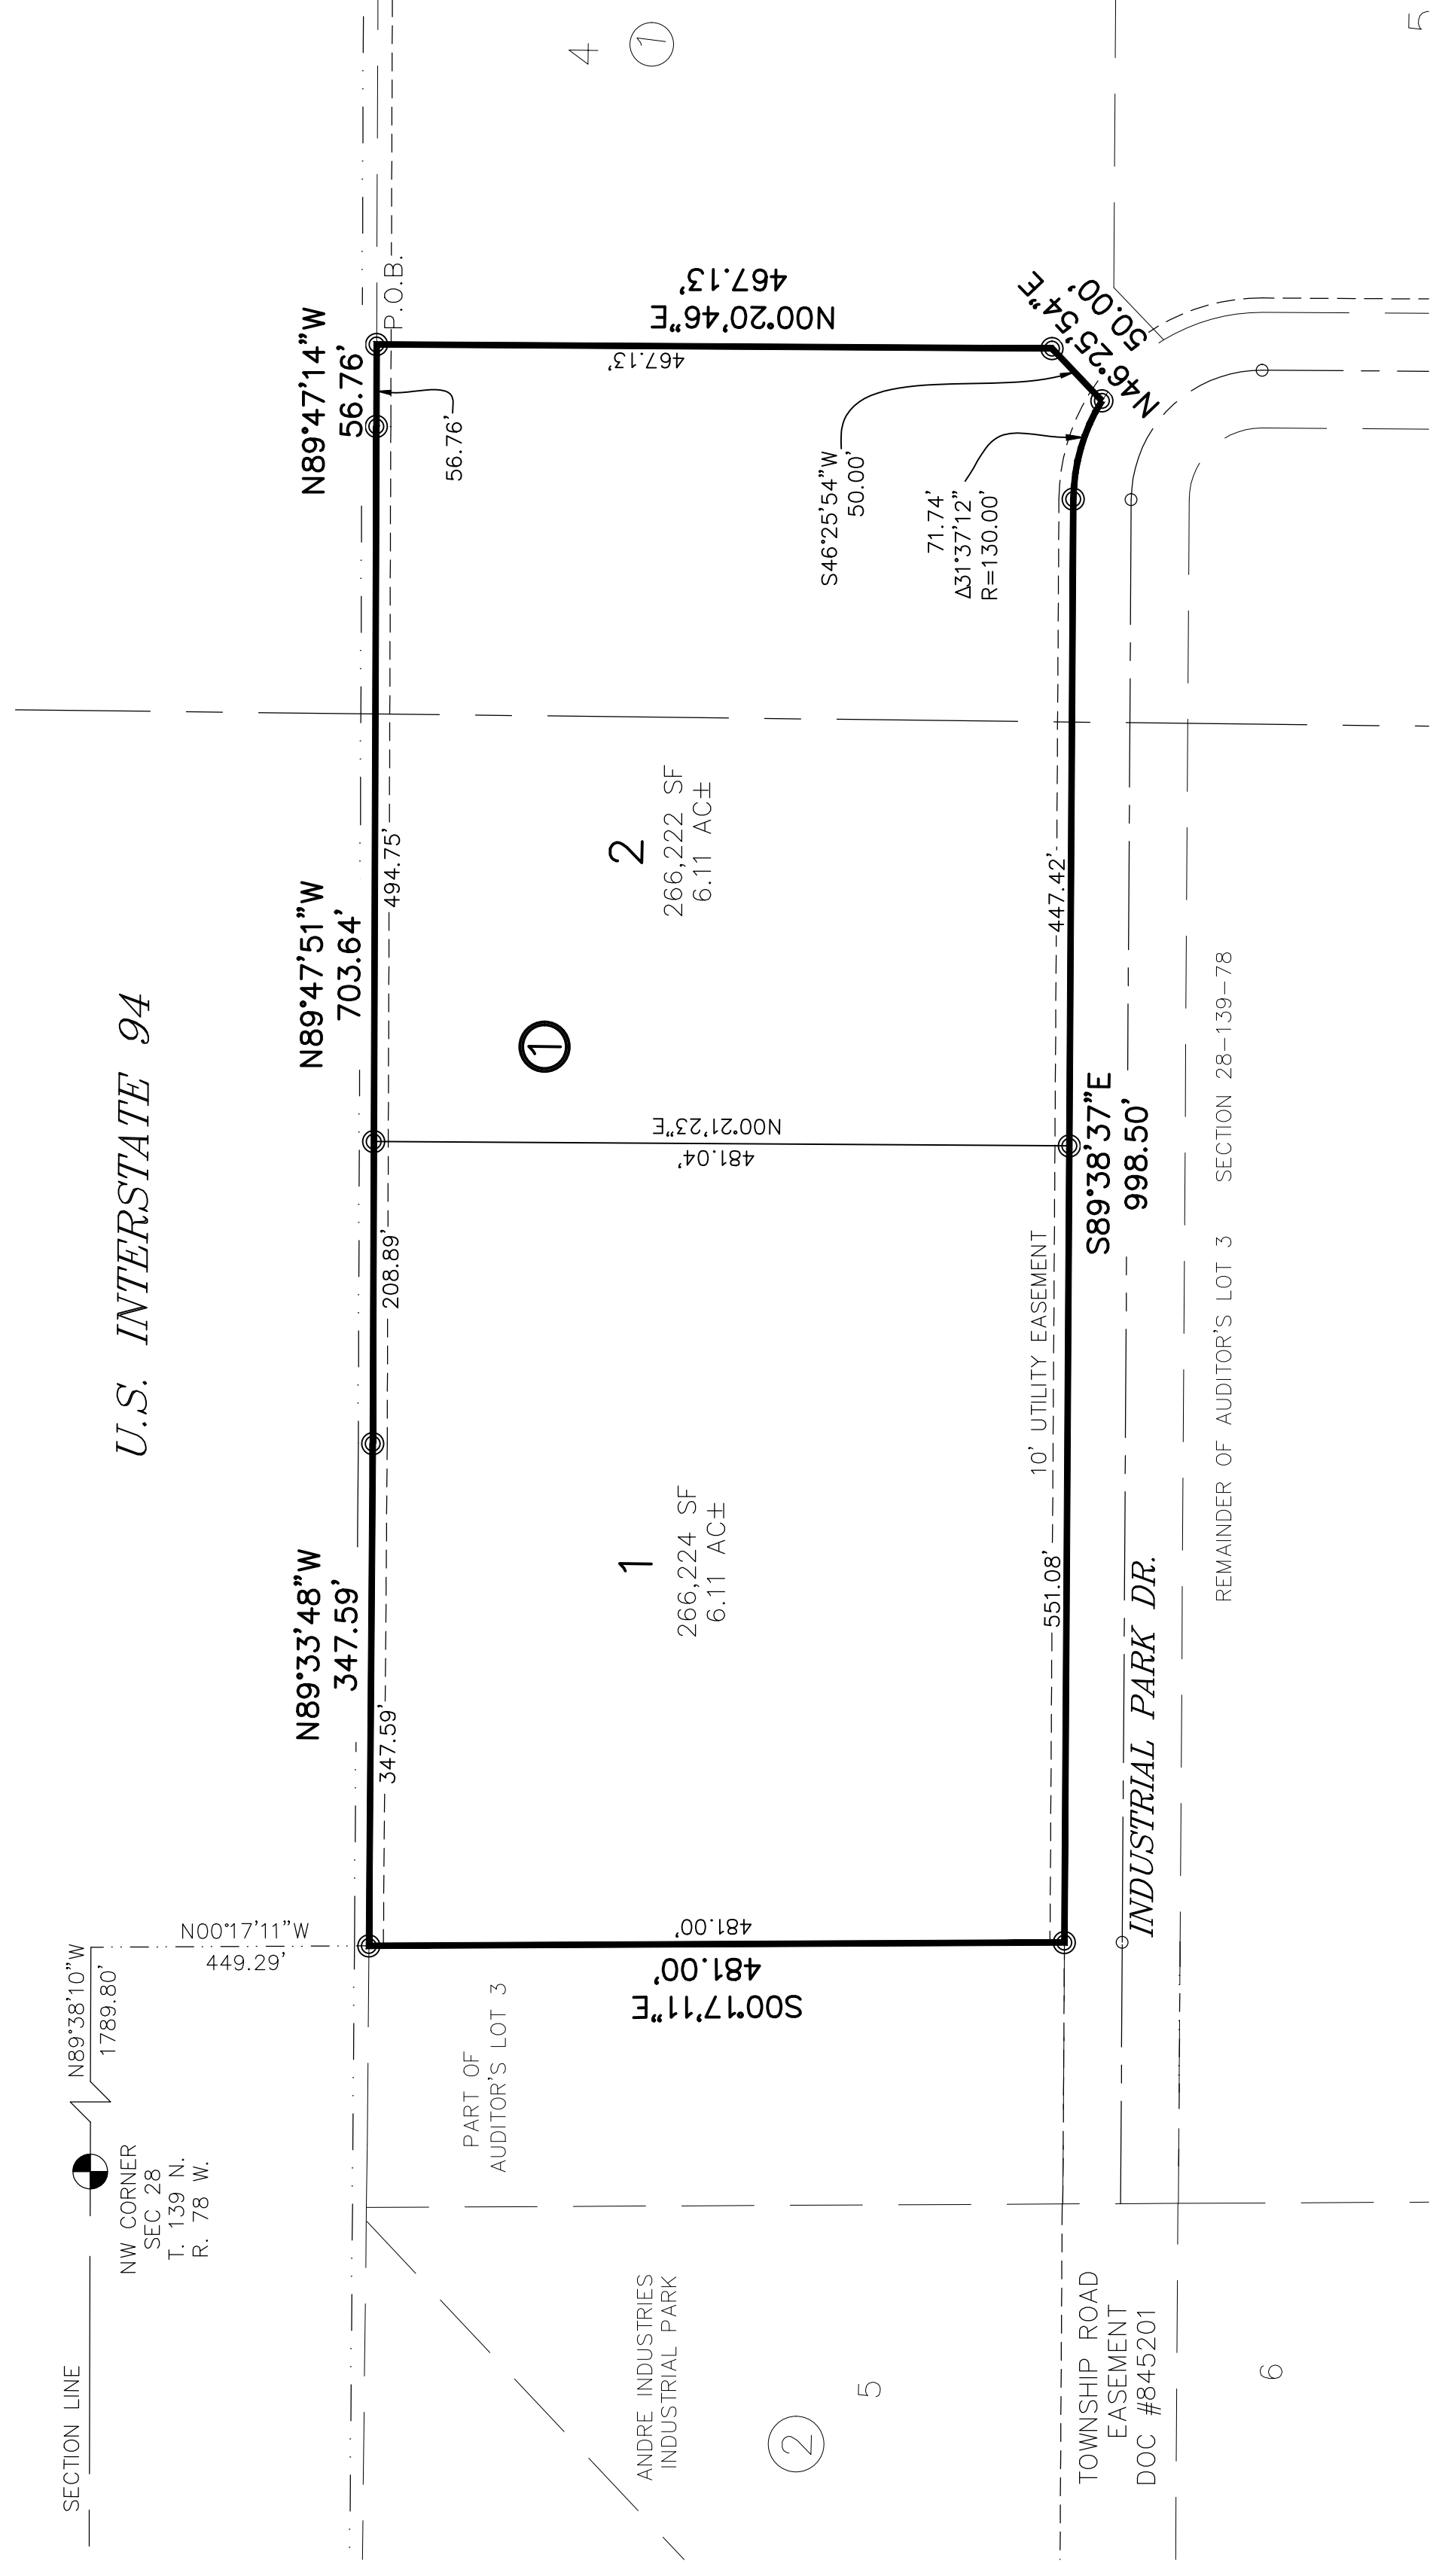 SECTION LINE
NW CORNER
SEC 28
T. 139 N.
R. 78 W.
N89°38'10"W
1789.80'
N00°17'11"W
449.29'
U.S. INTERSTATE 94
N89°33'48"W
347.59'
N89°47'51"W
703.64'
N89°47'14"W
56.76'
347.59'
208.89'
494.75'
56.76'
P.O.B.
4
1
5
S00°17'11"E
481.00'
481.00'
PART OF
AUDITOR'S LOT 3
1
266,224 SF
6.11 AC±
N00°21'23"E
481.04'
1
2
266,222 SF
6.11 AC±
467.13'
N00°20'46"E
467.13'
S46°25'54"W
50.00'
N46°25'54"E
50.00'
71.74'
Δ31°37'12"
R=130.00'
10' UTILITY EASEMENT
551.08'
447.42'
S89°38'37"E
998.50'
INDUSTRIAL PARK DR.
REMAINDER OF AUDITOR'S LOT 3 SECTION 28-139-78
ANDRE INDUSTRIES
INDUSTRIAL PARK
2
5
TOWNSHIP ROAD
EASEMENT
DOC #845201
6